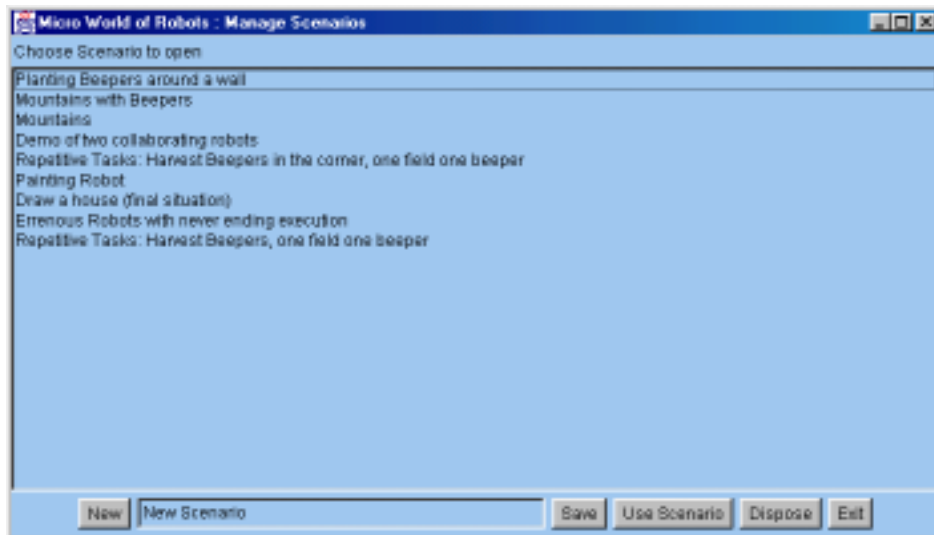 Micro World of Robots : Manage Scenarios
Choose Scenario to open
Planting Beepers around a wall
Mountains with Beepers
Mountains
Demo of two collaborating robots
Repetitive Tasks: Harvest Beepers in the corner, one field one beeper
Painting Robot
Draw a house (final situation)
Errenous Robots with never ending execution
Repetitive Tasks: Harvest Beepers, one field one beeper
New New Scenario Save Use Scenario Dispose Exit